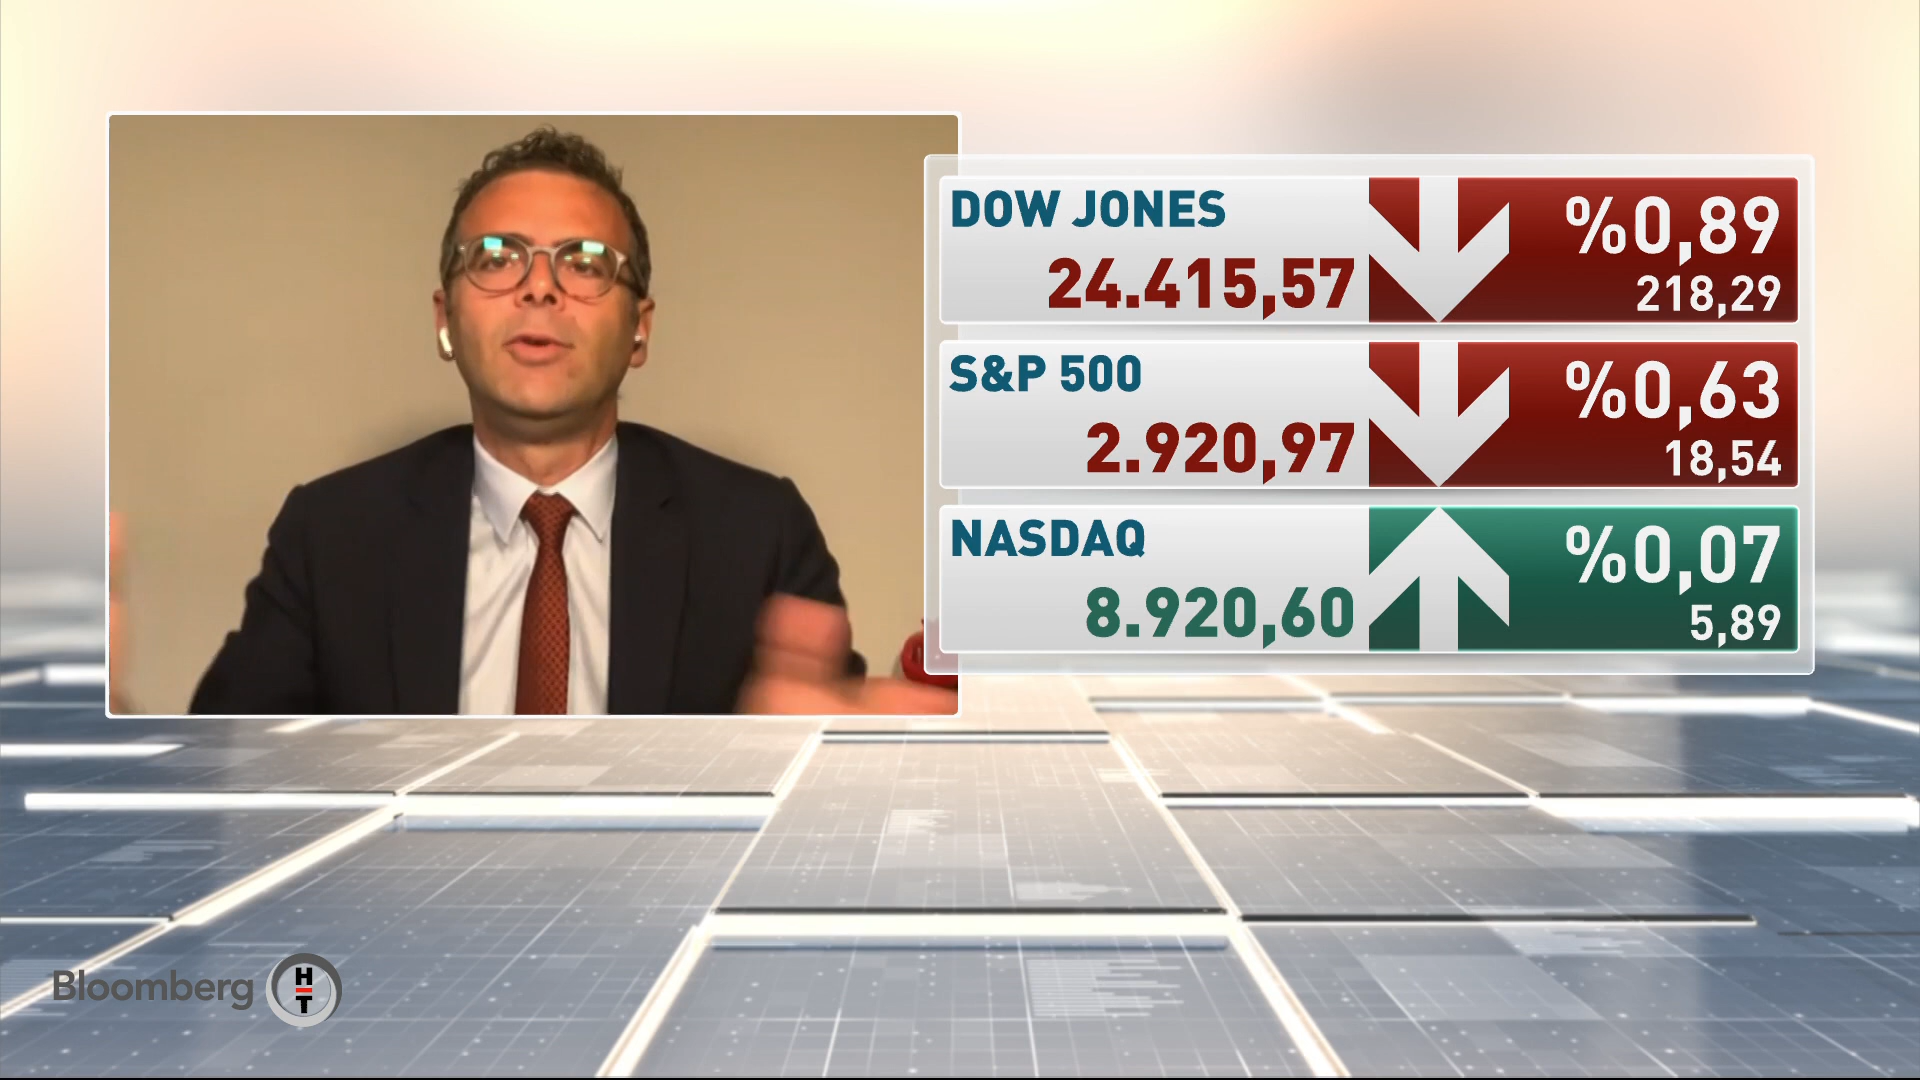 DOW JONES
24.415,57
%0,89
218,29
S&P 500
2.920,97
%0,63
18,54
NASDAQ
8.920,60
%0,07
5,89
Bloomberg HT